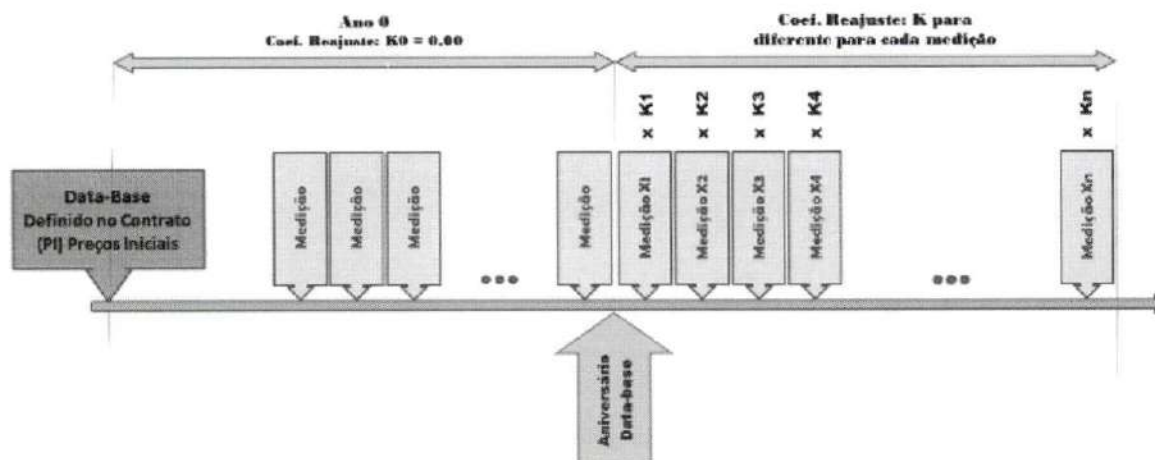 Ano 0
Coef. Reajuste: K0 = 0.00
Coef. Reajuste: K para
diferente para cada medição
x K1
x K2
x K3
x K4
x Kn
Data-Base
Definido no Contrato
(PI) Preços Iniciais
Medição
Medição
Medição
Medição
Medição X1
Medição X2
Medição X3
Medição X4
Medição Xn
Aniversário
Data-base